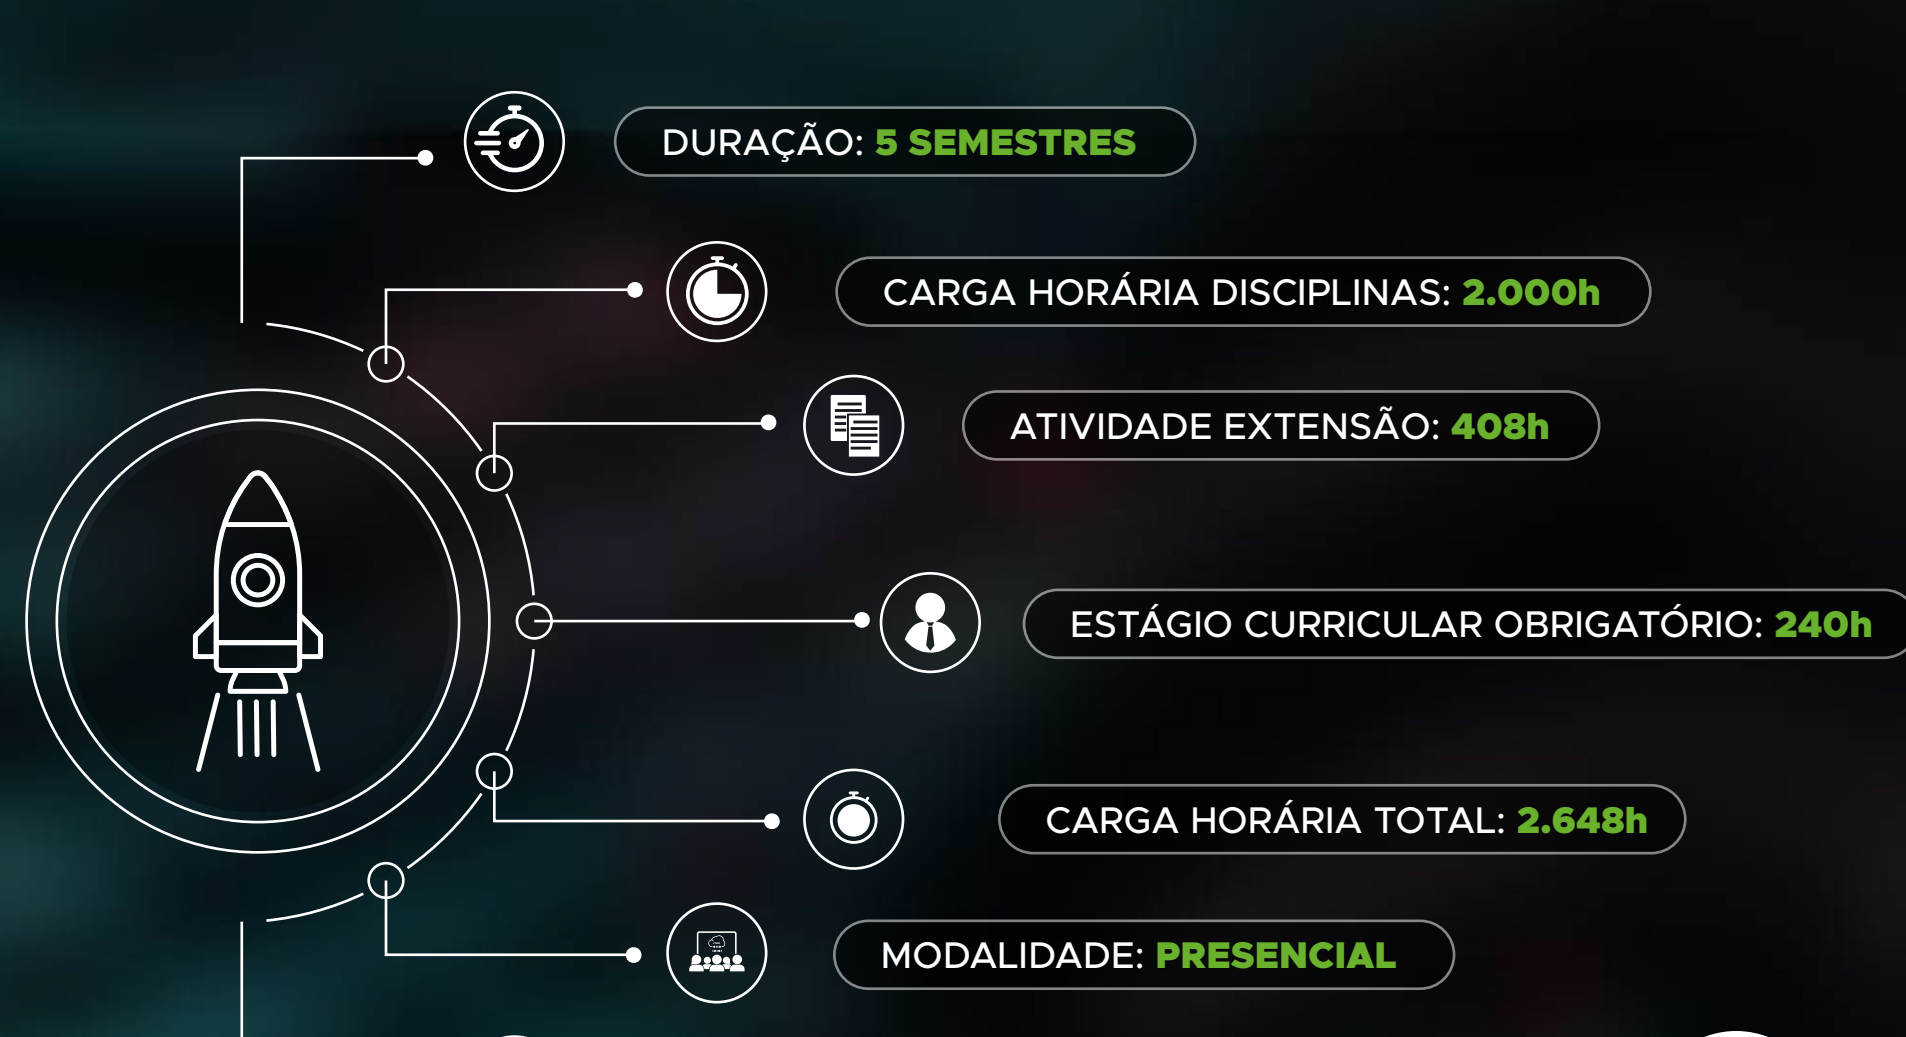 DURAÇÃO: 5 SEMESTRES
CARGA HORÁRIA DISCIPLINAS: 2.000h
ATIVIDADE EXTENSÃO: 408h
ESTÁGIO CURRICULAR OBRIGATÓRIO: 240h
CARGA HORÁRIA TOTAL: 2.648h
MODALIDADE: PRESENCIAL